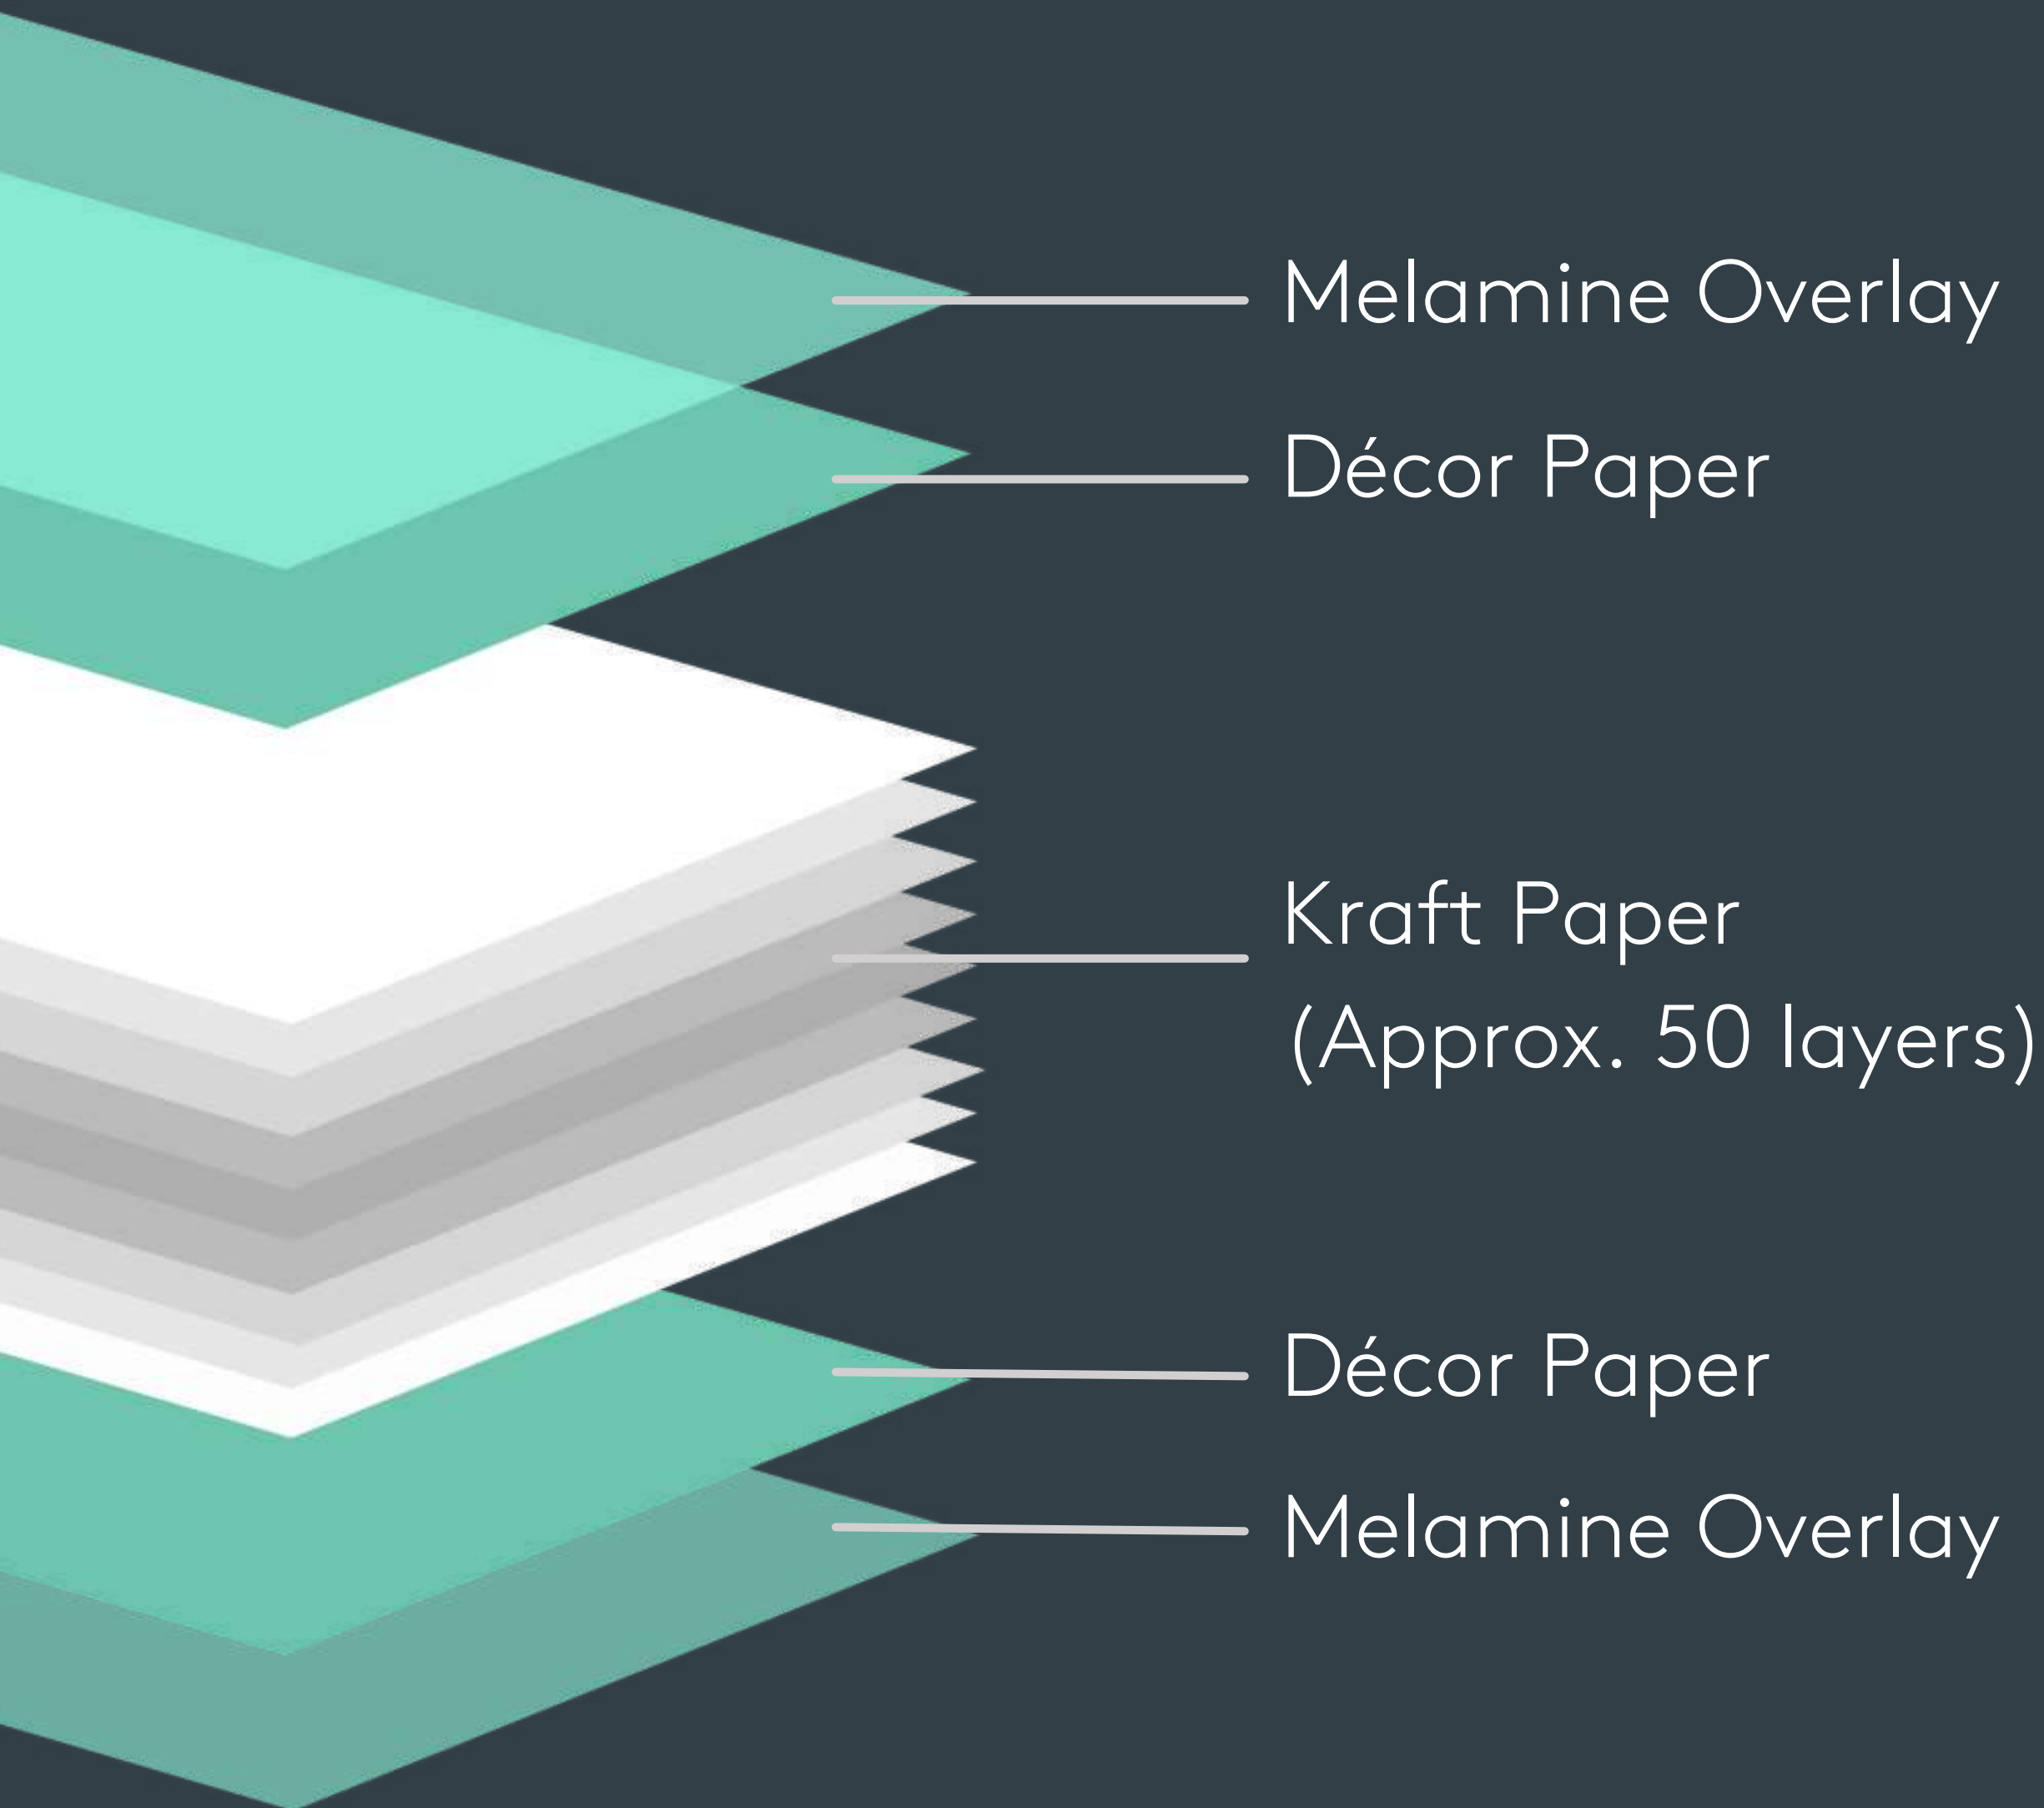 Melamine Overlay
Décor Paper
Kraft Paper
(Approx. 50 layers)
Décor Paper
Melamine Overlay